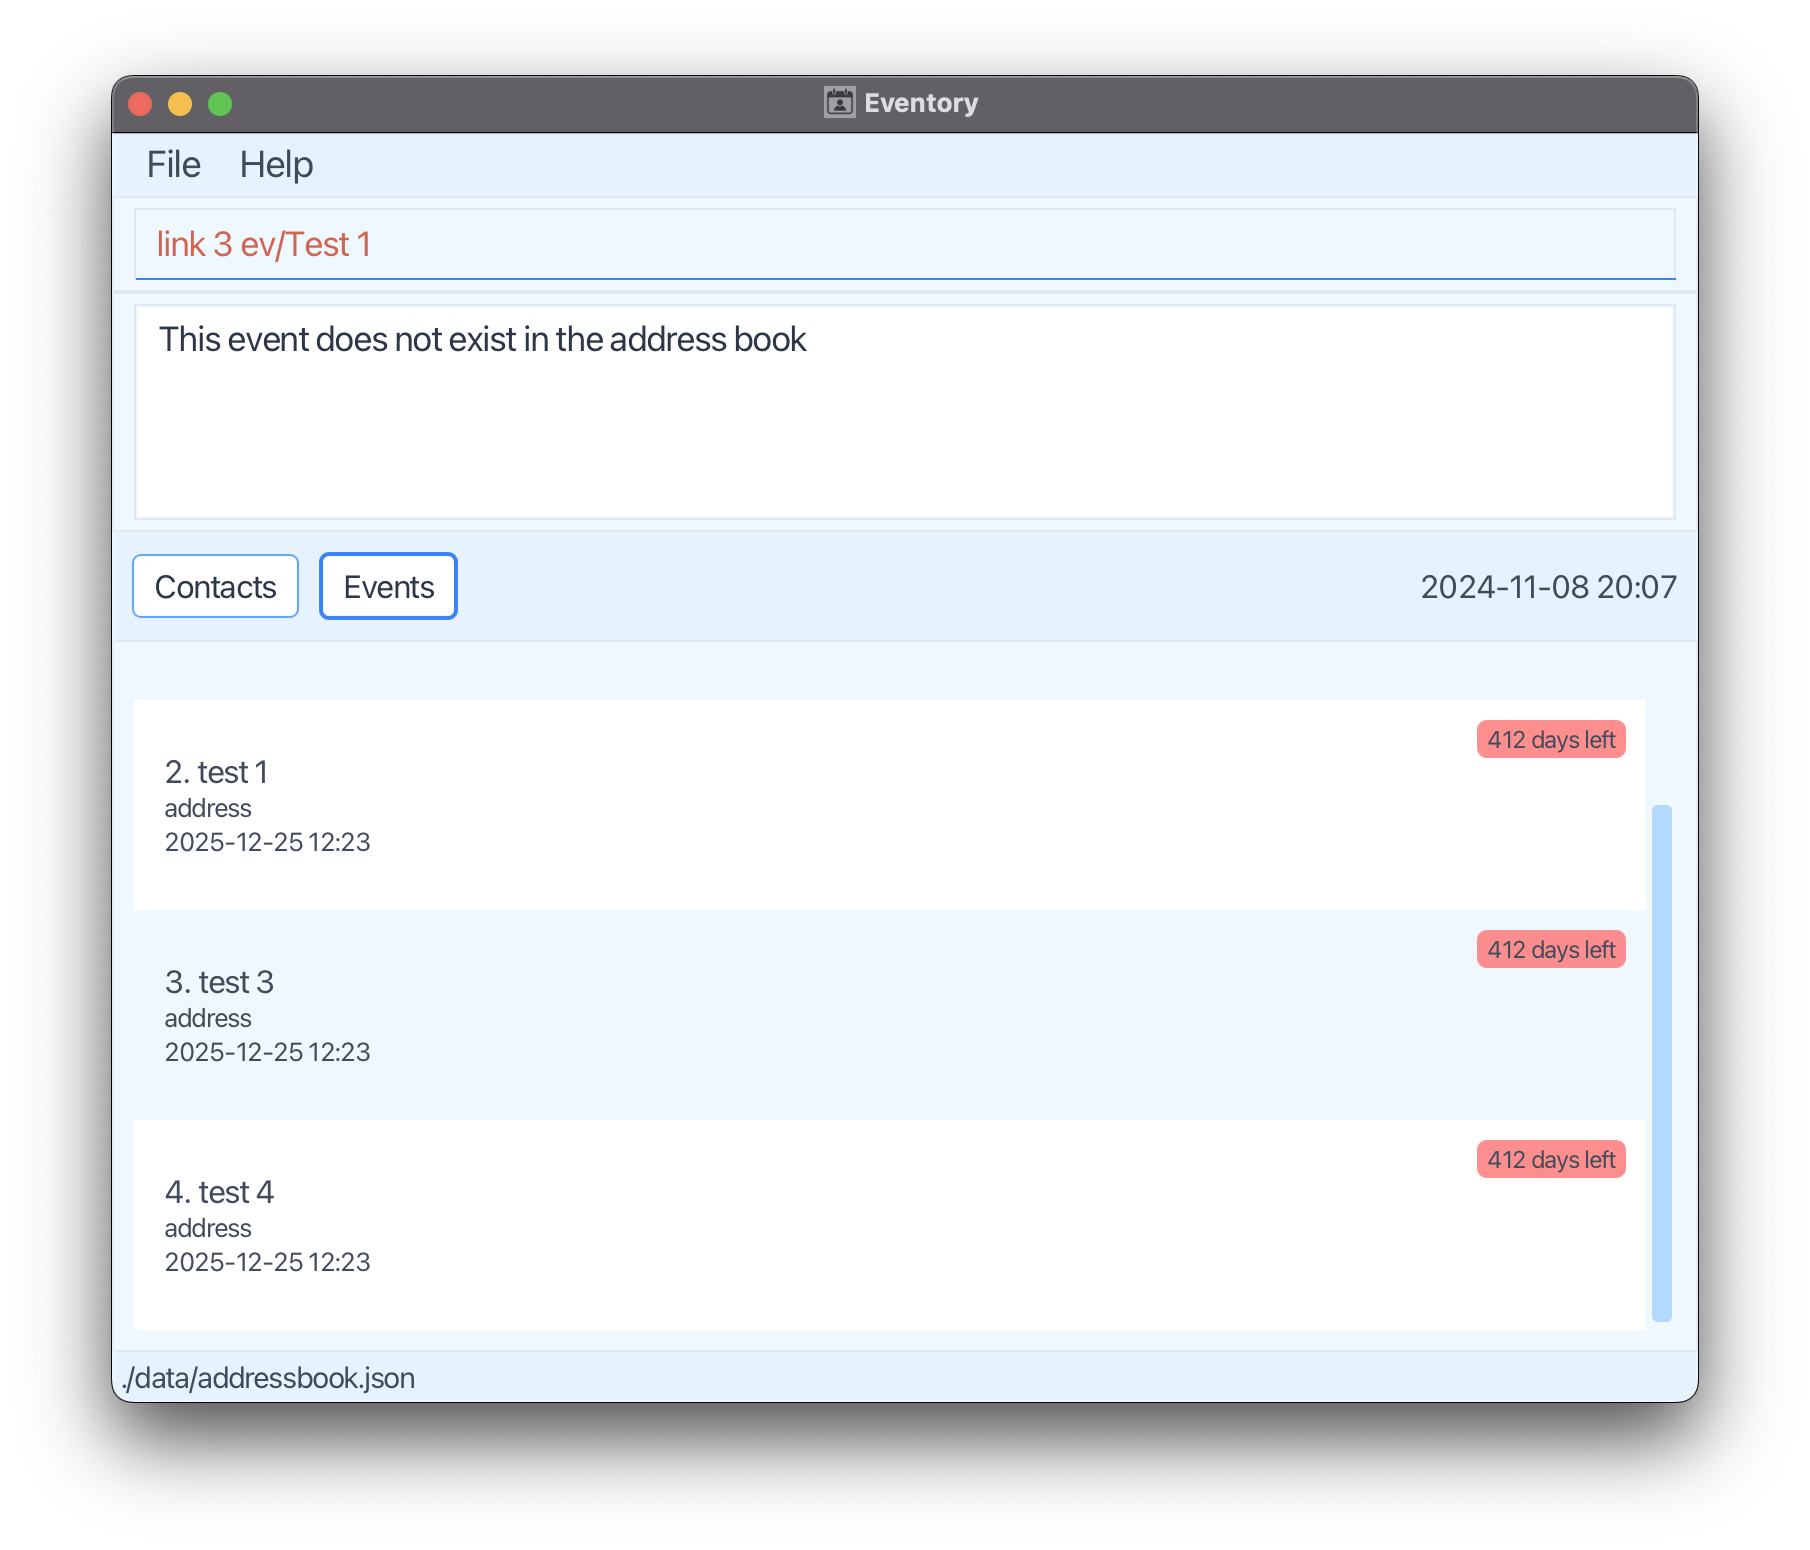 Eventory
File Help
link 3 ev/Test 1
This event does not exist in the address book
Contacts Events 2024-11-08 20:07
412 days left
2. test 1
address
2025-12-25 12:23
412 days left
3. test 3
address
2025-12-25 12:23
412 days left
4. test 4
address
2025-12-25 12:23
./data/addressbook.json